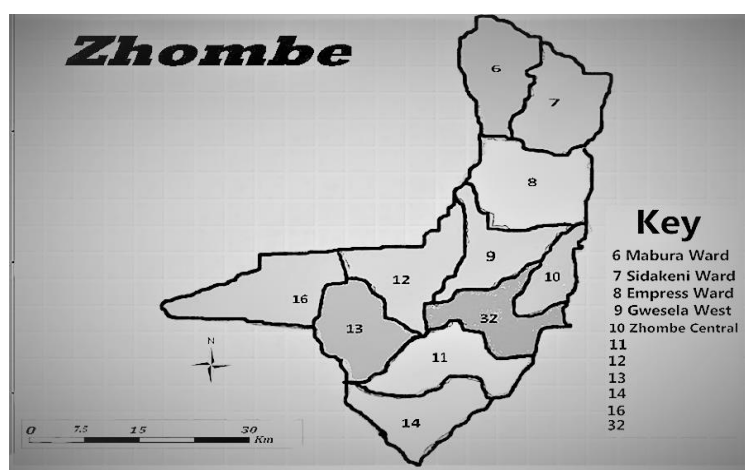 Zhombe
6
7
8
9
10
12
16
32
13
11
14
N
0 7.5 15 30 Km
Key
6 Mabura Ward
7 Sidakeni Ward
8 Empress Ward
9 Gwesela West
10 Zhombe Central
11
12
13
14
16
32